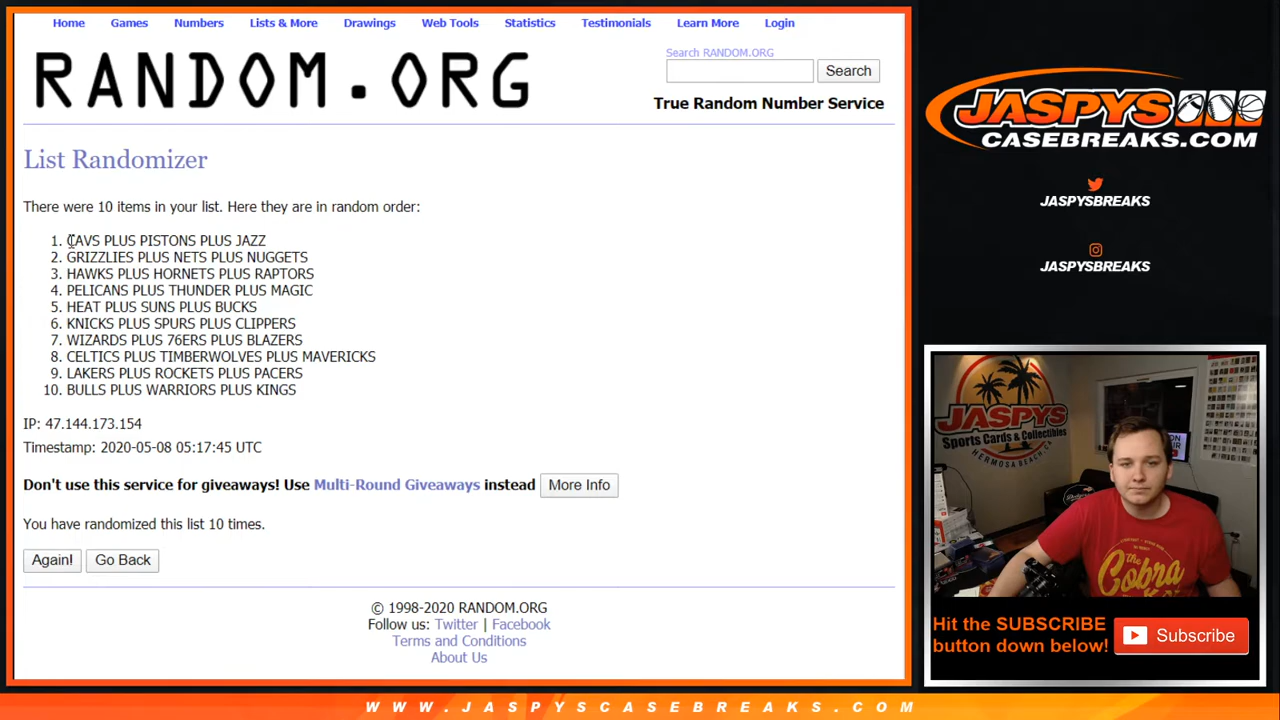 Home Games Numbers Lists & More Drawings Web Tools Statistics Testimonials Learn More Login
RANDOM.ORG
Search RANDOM.ORG
Search
True Random Number Service
List Randomizer
There were 10 items in your list. Here they are in random order:
1. CAVS PLUS PISTONS PLUS JAZZ
2. GRIZZLIES PLUS NETS PLUS NUGGETS
3. HAWKS PLUS HORNETS PLUS RAPTORS
4. PELICANS PLUS THUNDER PLUS MAGIC
5. HEAT PLUS SUNS PLUS BUCKS
6. KNICKS PLUS SPURS PLUS CLIPPERS
7. WIZARDS PLUS 76ERS PLUS BLAZERS
8. CELTICS PLUS TIMBERWOLVES PLUS MAVERICKS
9. LAKERS PLUS ROCKETS PLUS PACERS
10. BULLS PLUS WARRIORS PLUS KINGS
IP: 47.144.173.154
Timestamp: 2020-05-08 05:17:45 UTC
Don't use this service for giveaways! Use Multi-Round Giveaways instead More Info
You have randomized this list 10 times.
Again! Go Back
© 1998-2020 RANDOM.ORG
Follow us: Twitter | Facebook
Terms and Conditions
About Us
JASPYS
CASEBREAKS.COM
JASPYSBREAKS
JASPYSBREAKS
JASPYS
Sports Cards & Collectibles
HERMOSA BEACH, CA
the
Cobra
Hit the SUBSCRIBE
button down below!
Subscribe
WWW.JASPYSCASEBREAKS.COM